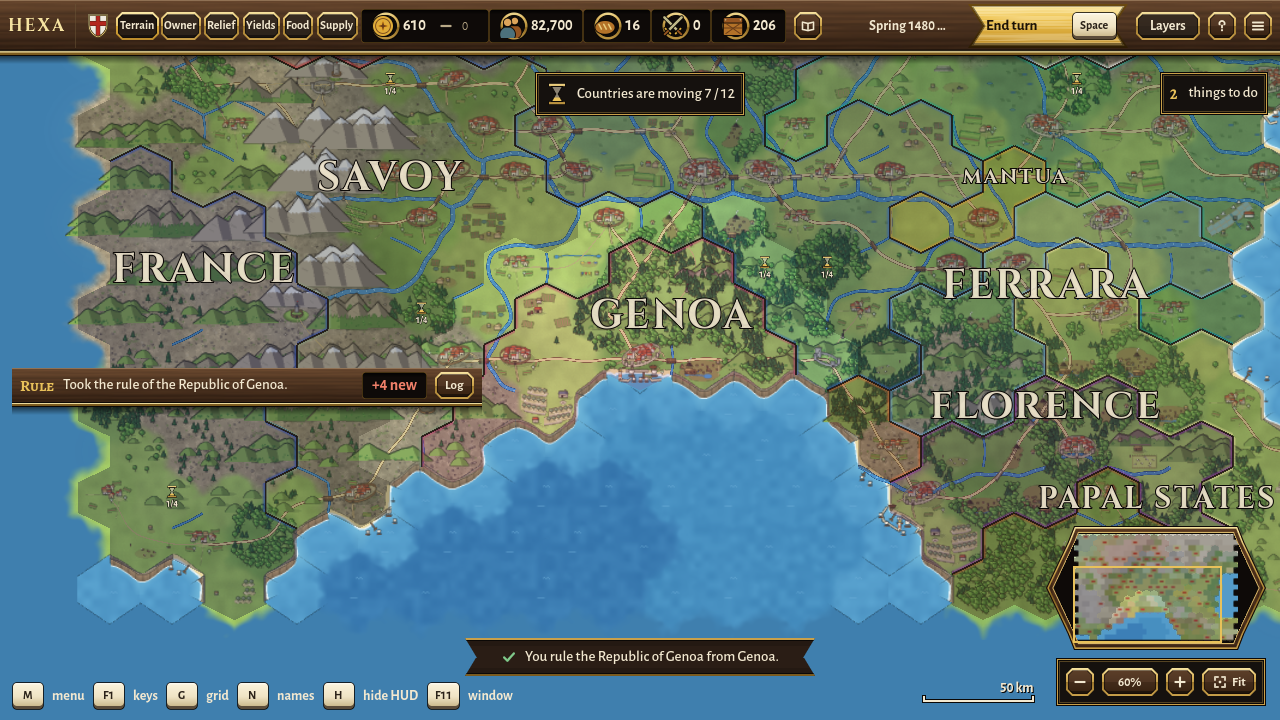 HEXA Terrain Owner Relief Yields Food Supply 610 — 0 82,700 16 0 206 Spring 1480 ... End turn Space Layers ?
Countries are moving 7 / 12
2 things to do
1/4
1/4
SAVOY
MANTUA
FRANCE
1/4
1/4
FERRARA
GENOA
1/4
RULE Took the rule of the Republic of Genoa. +4 new Log
FLORENCE
1/4
PAPAL STATES
You rule the Republic of Genoa from Genoa.
M menu F1 keys G grid N names H hide HUD F11 window
50 km
− 60% + Fit